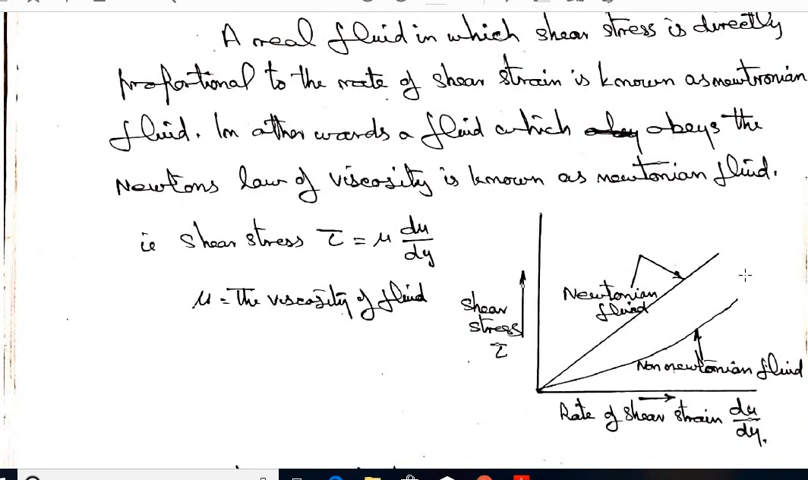 A real fluid in which shear stress is directly
proportional to the rate of shear strain is known as newtronian
fluid. In other words a fluid which obeys the
Newtons law of viscosity is known as newtonian fluid.
ie shear stress τ = μ du/dy
μ = The viscosity of fluid
Shear
stress
τ
Newtonian
fluid
Non newtonian fluid
Rate of shear strain du/dy.